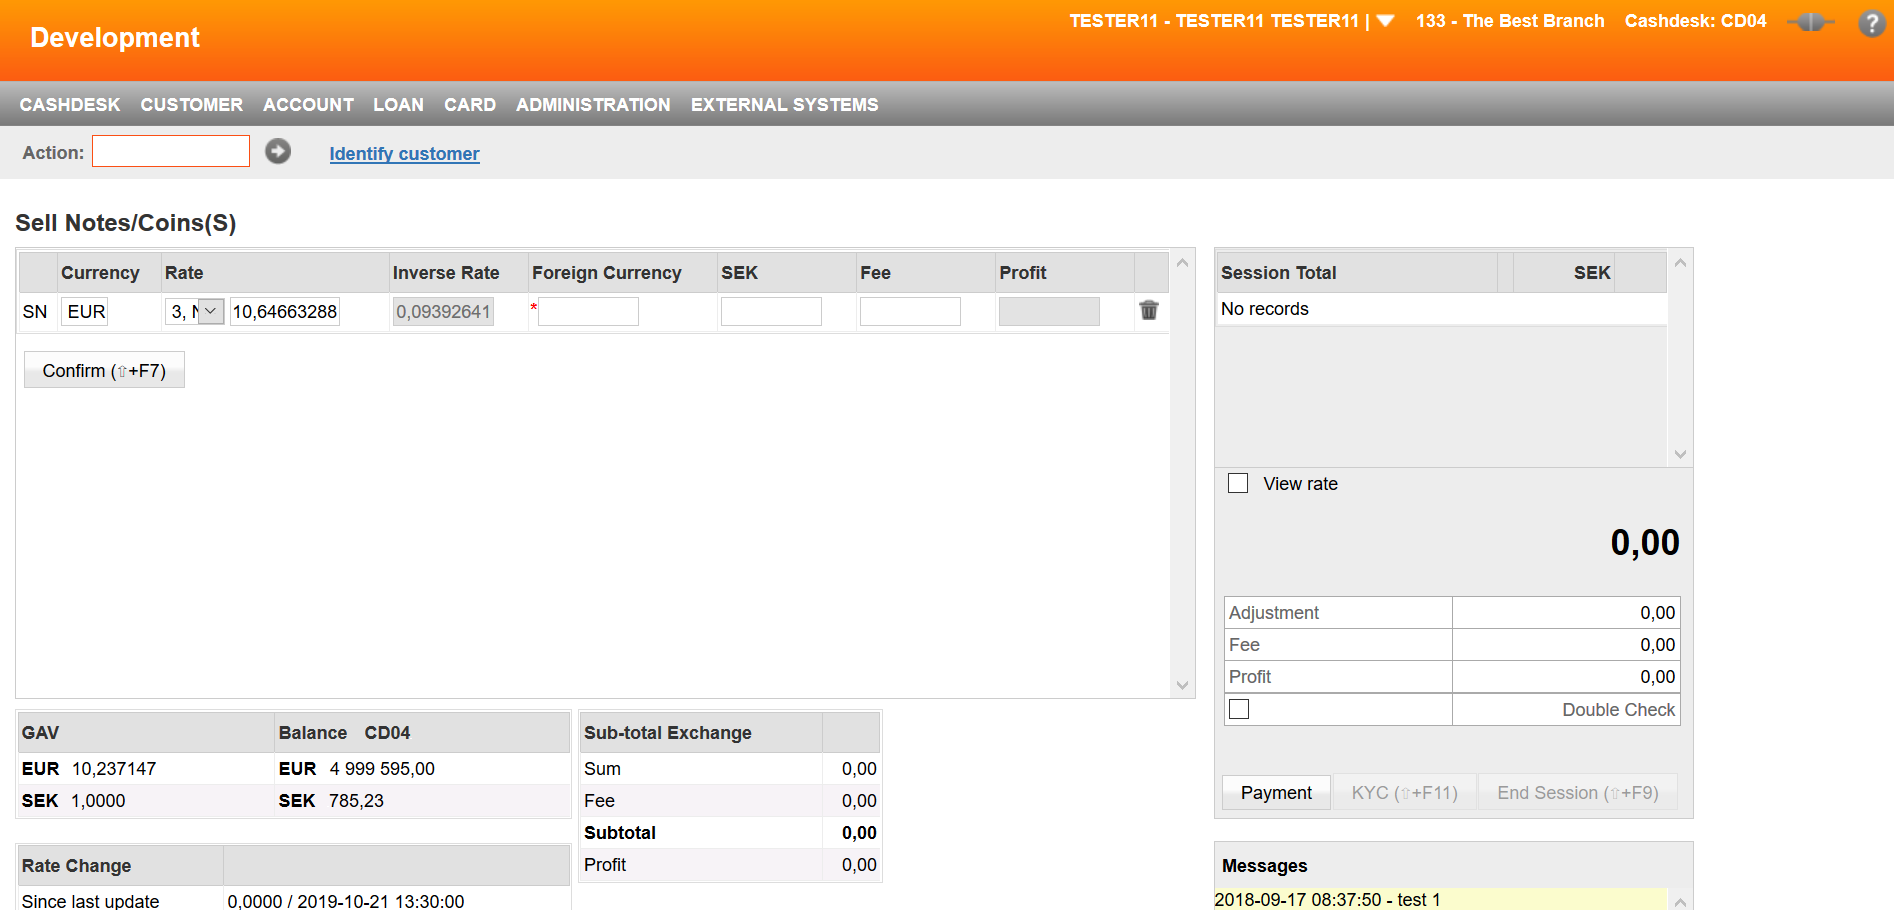 Development
TESTER11 - TESTER11 TESTER11 | 133 - The Best Branch Cashdesk: CD04
?
CASHDESK CUSTOMER ACCOUNT LOAN CARD ADMINISTRATION EXTERNAL SYSTEMS
Action: Identify customer
Sell Notes/Coins(S)
Currency Rate Inverse Rate Foreign Currency SEK Fee Profit
SN EUR 3, 10,64663288 0,09392641 *
Confirm (⇧+F7)
Session Total SEK
No records
View rate
0,00
Adjustment 0,00
Fee 0,00
Profit 0,00
Double Check
Payment KYC (⇧+F11) End Session (⇧+F9)
GAV Balance CD04
EUR 10,237147 EUR 4 999 595,00
SEK 1,0000 SEK 785,23
Sub-total Exchange
Sum 0,00
Fee 0,00
Subtotal 0,00
Profit 0,00
Rate Change
Since last update 0,0000 / 2019-10-21 13:30:00
Messages
2018-09-17 08:37:50 - test 1